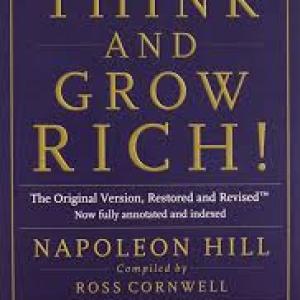 THINK
AND
GROW
RICH!
The Original Version, Restored and Revised™
Now fully annotated and indexed
NAPOLEON HILL
Compiled by
ROSS CORNWELL